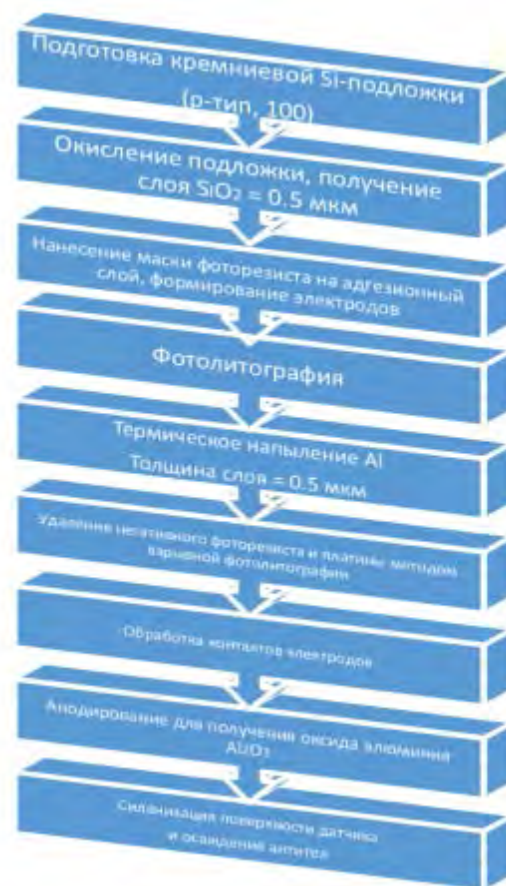 Подготовка кремниевой Si-подложки
(p-тип, 100)
Окисление подложки, получение
слоя SiO₂ = 0.5 мкм
Нанесение маски фоторезиста на адгезионный
слой, формирование электродов
Фотолитография
Термическое напыление Al
Толщина слоя = 0.5 мкм
Удаление негативного фоторезиста и платины методом
взрывной фотолитографии
Обработка контактов электродов
Анодирование для получения оксида алюминия
Al₂O₃
Силанизация поверхности датчика
и осаждение антител